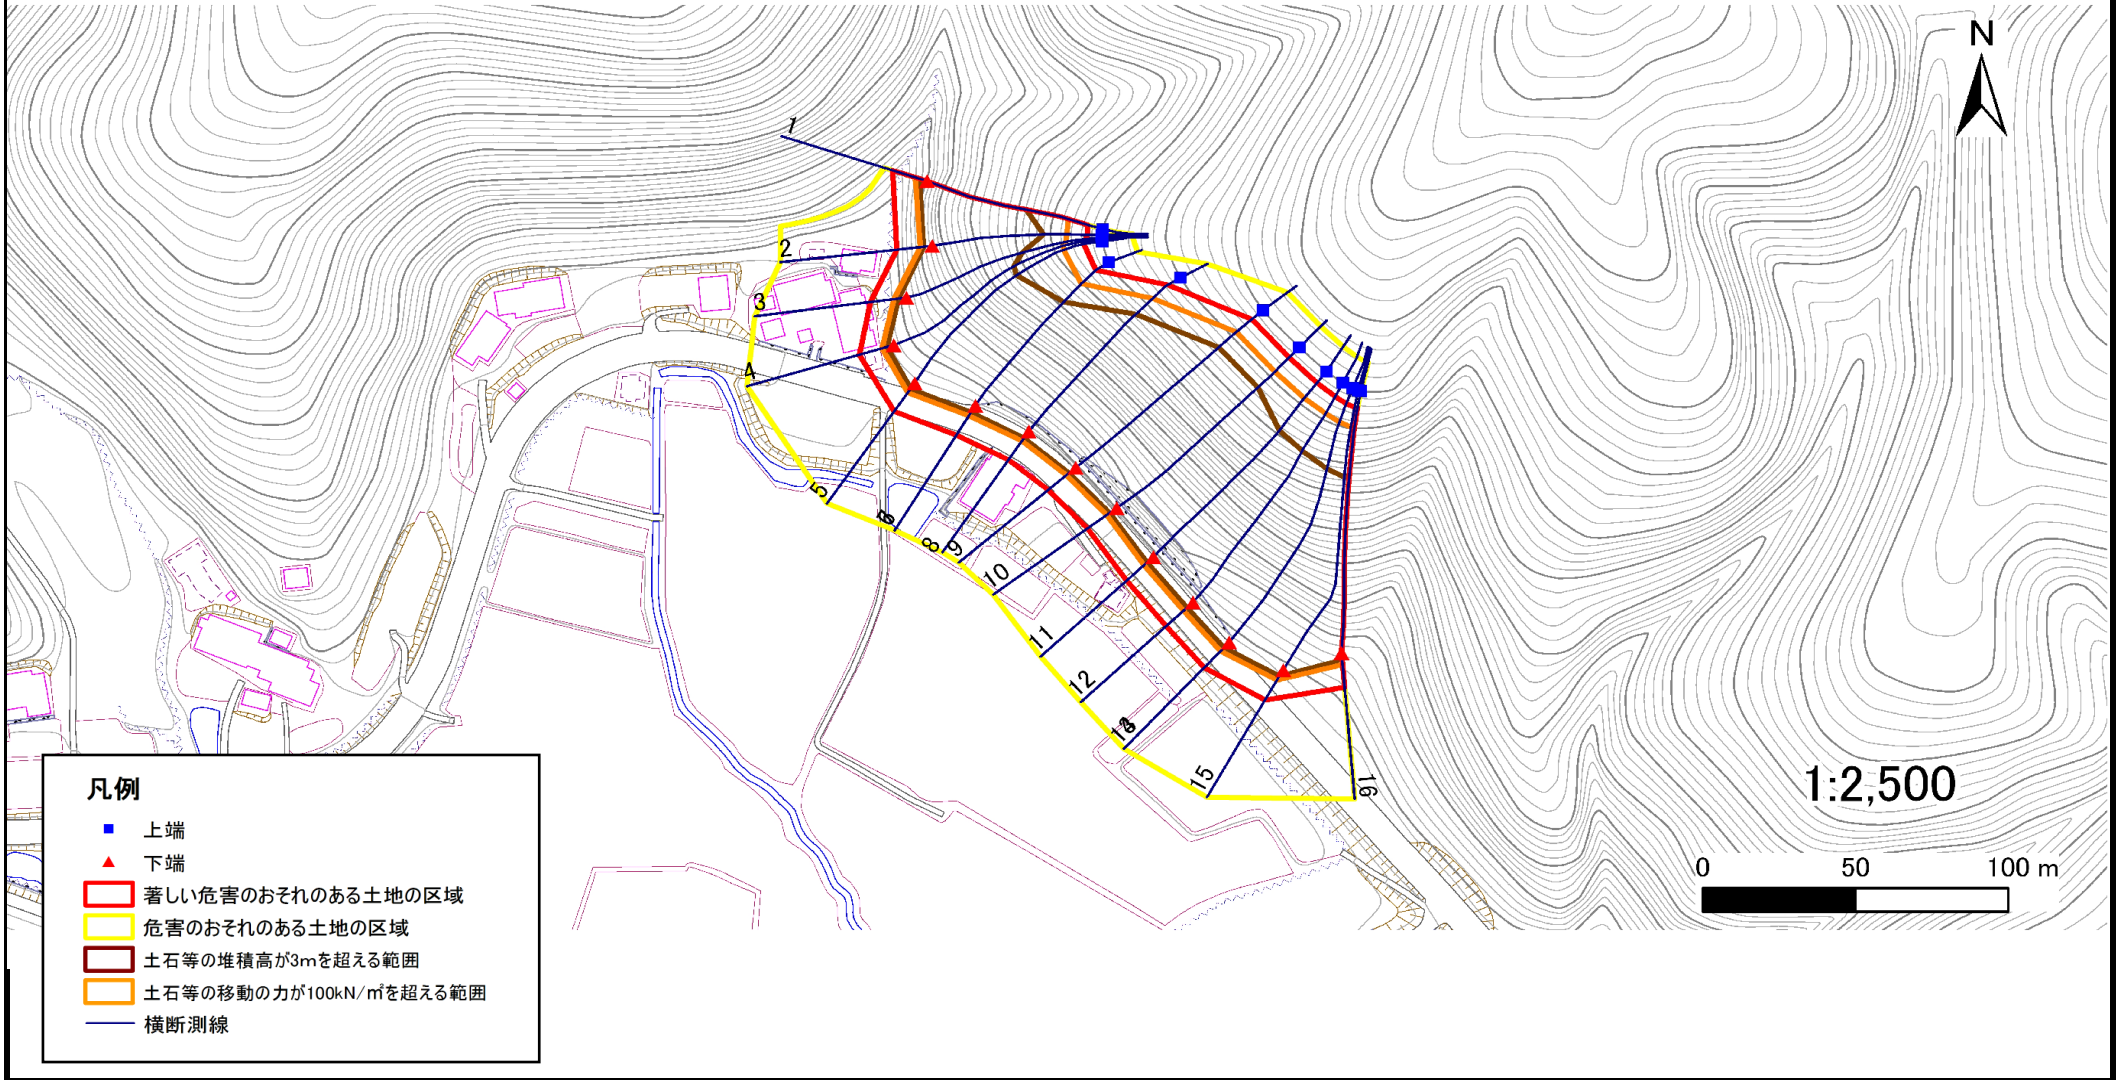 N
1
2
3
4
5
8
9
10
11
12
15
16
1:2,500
0 50 100 m
凡例
上端
下端
著しい危害のおそれのある土地の区域
危害のおそれのある土地の区域
土石等の堆積高が3mを超える範囲
土石等の移動の力が100kN/㎡を超える範囲
横断測線